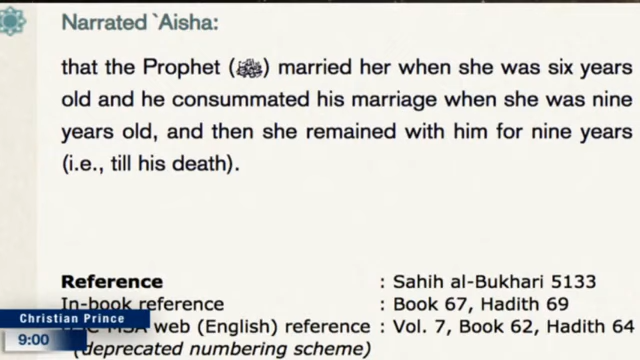 Narrated `Aisha:
that the Prophet (ﷺ) married her when she was six years
old and he consummated his marriage when she was nine
years old, and then she remained with him for nine years
(i.e., till his death).
Reference : Sahih al-Bukhari 5133
In-book reference : Book 67, Hadith 69
web (English) reference : Vol. 7, Book 62, Hadith 64
(deprecated numbering scheme)
Christian Prince
9:00